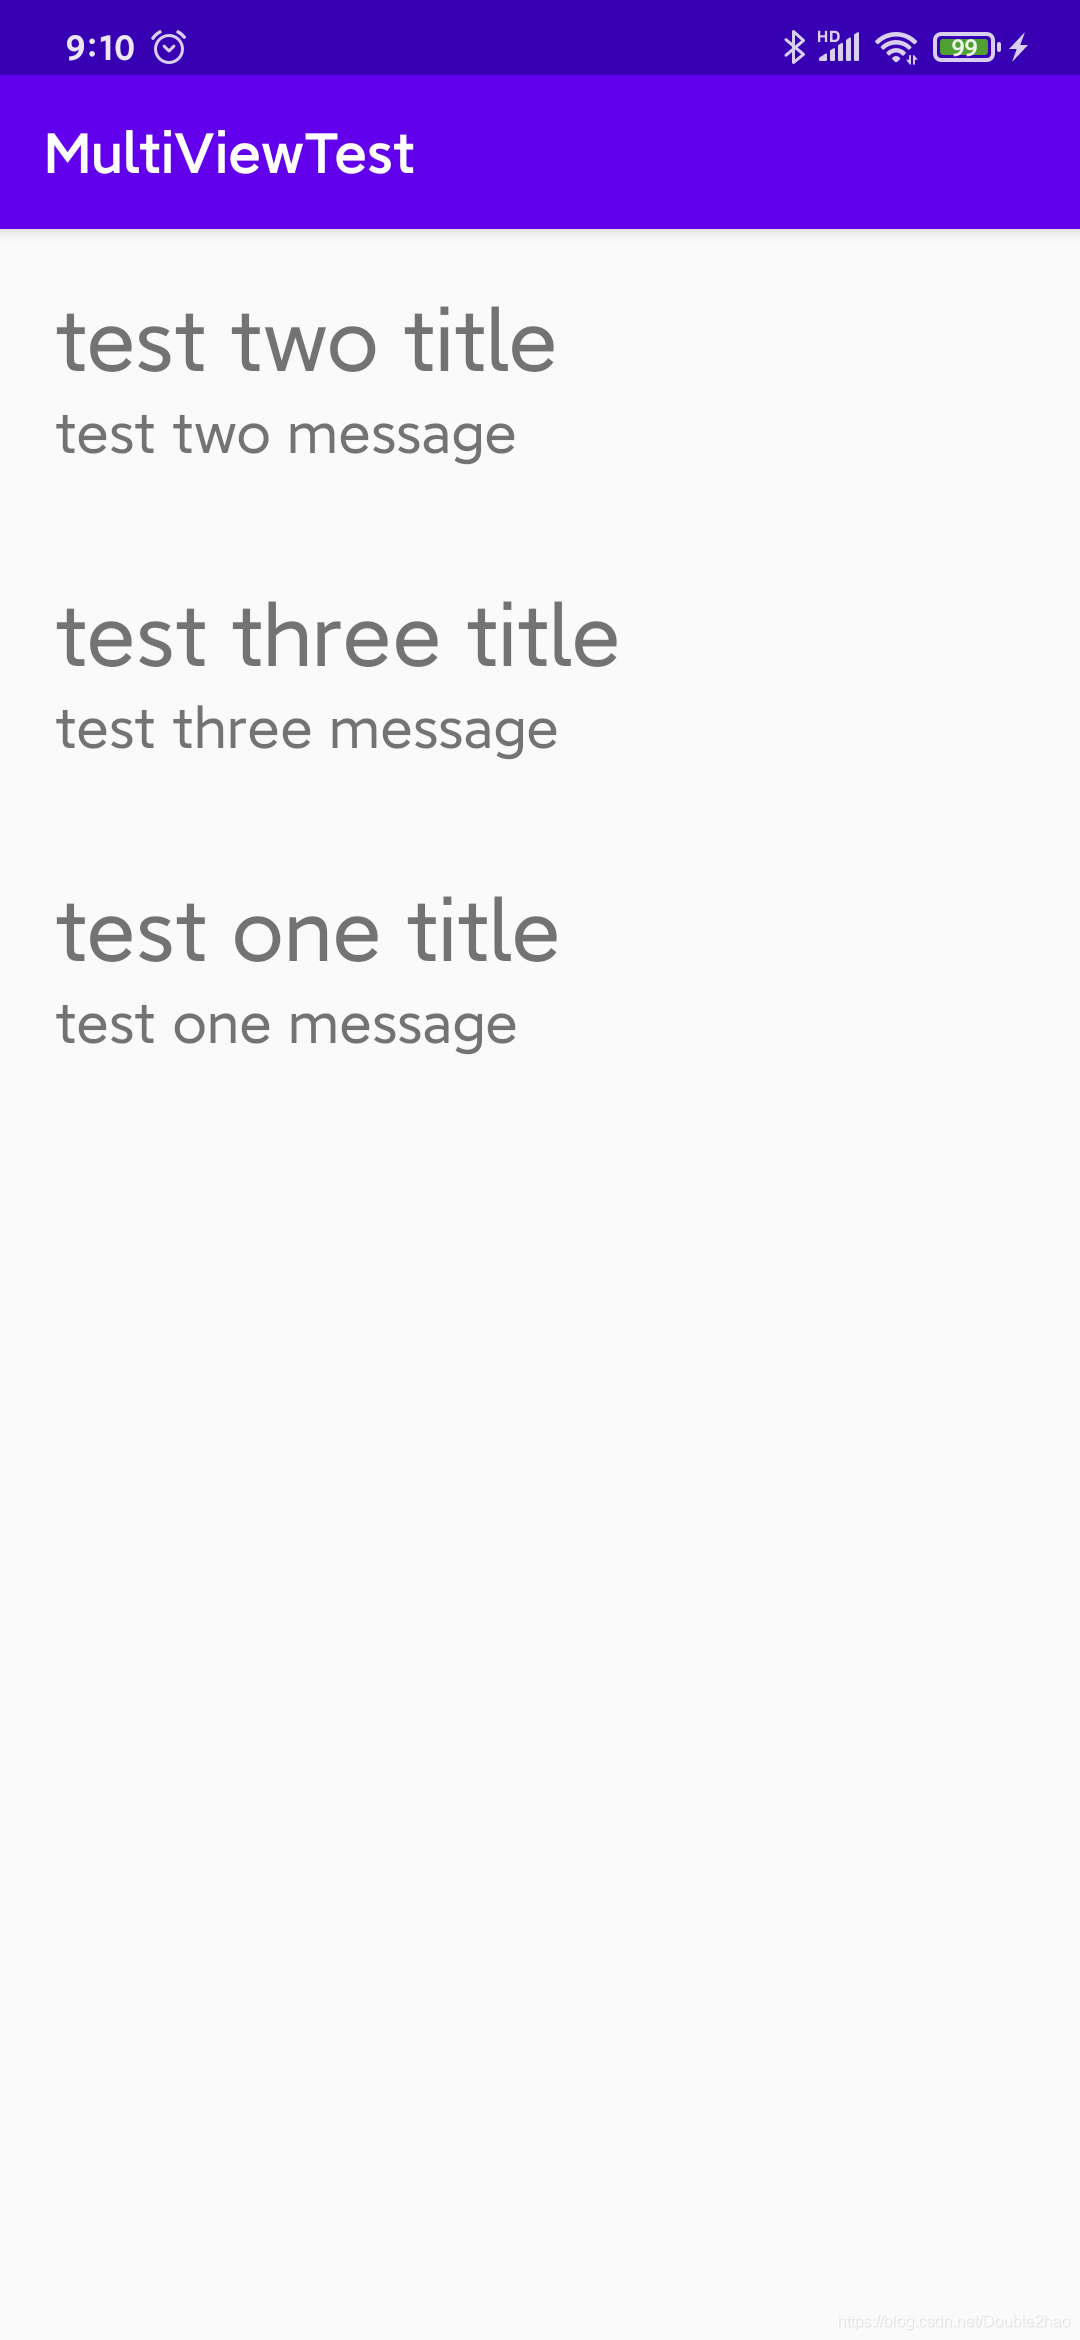 9:10
HD
99
MultiViewTest
test two title
test two message
test three title
test three message
test one title
test one message
https://blog.csdn.net/Double2hao